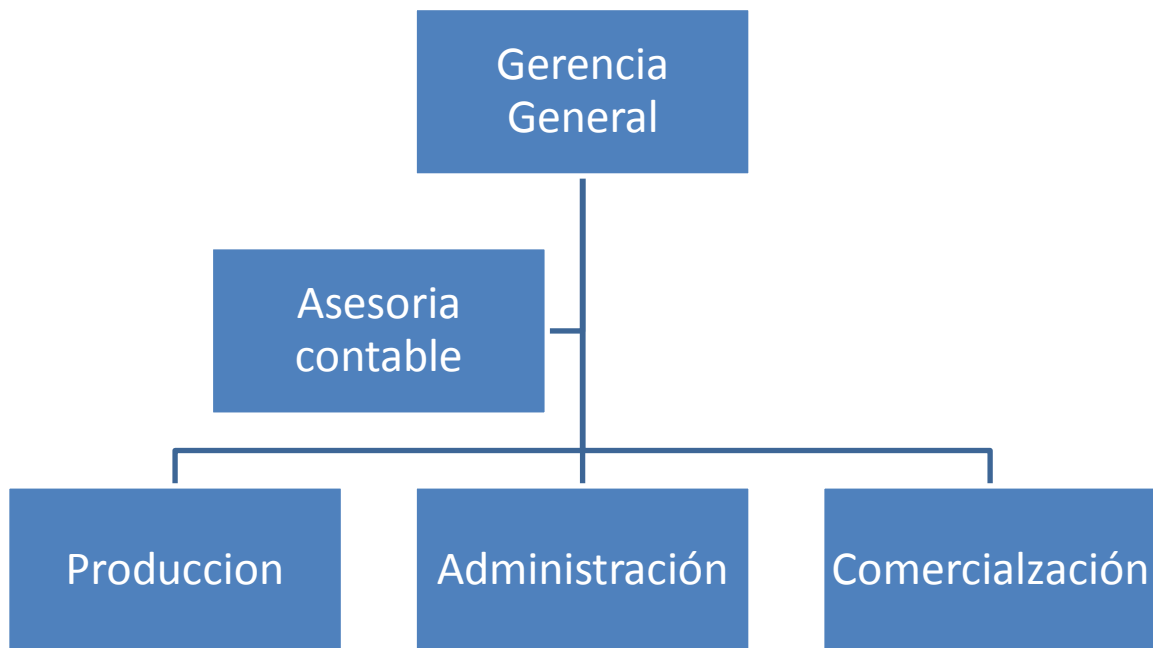 Gerencia
General
Asesoria
contable
Produccion
Administración
Comercialzación